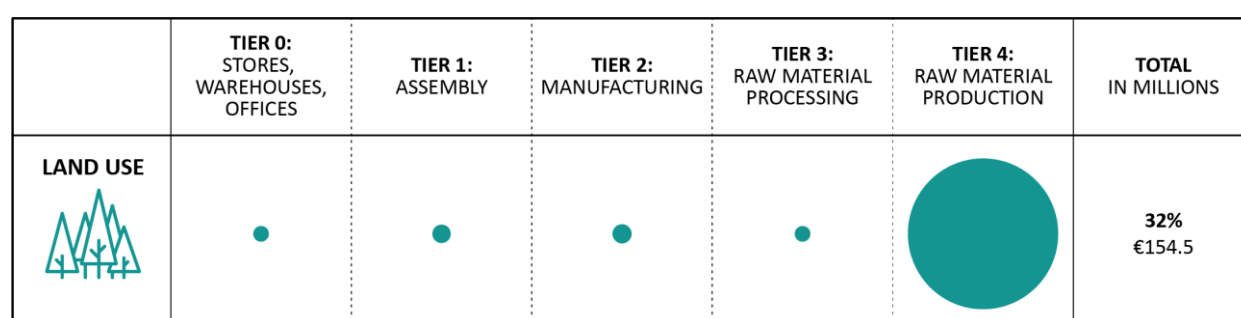 TIER 0:
STORES,
WAREHOUSES,
OFFICES
TIER 1:
ASSEMBLY
TIER 2:
MANUFACTURING
TIER 3:
RAW MATERIAL
PROCESSING
TIER 4:
RAW MATERIAL
PRODUCTION
TOTAL
IN MILLIONS
LAND USE
32%
€154.5